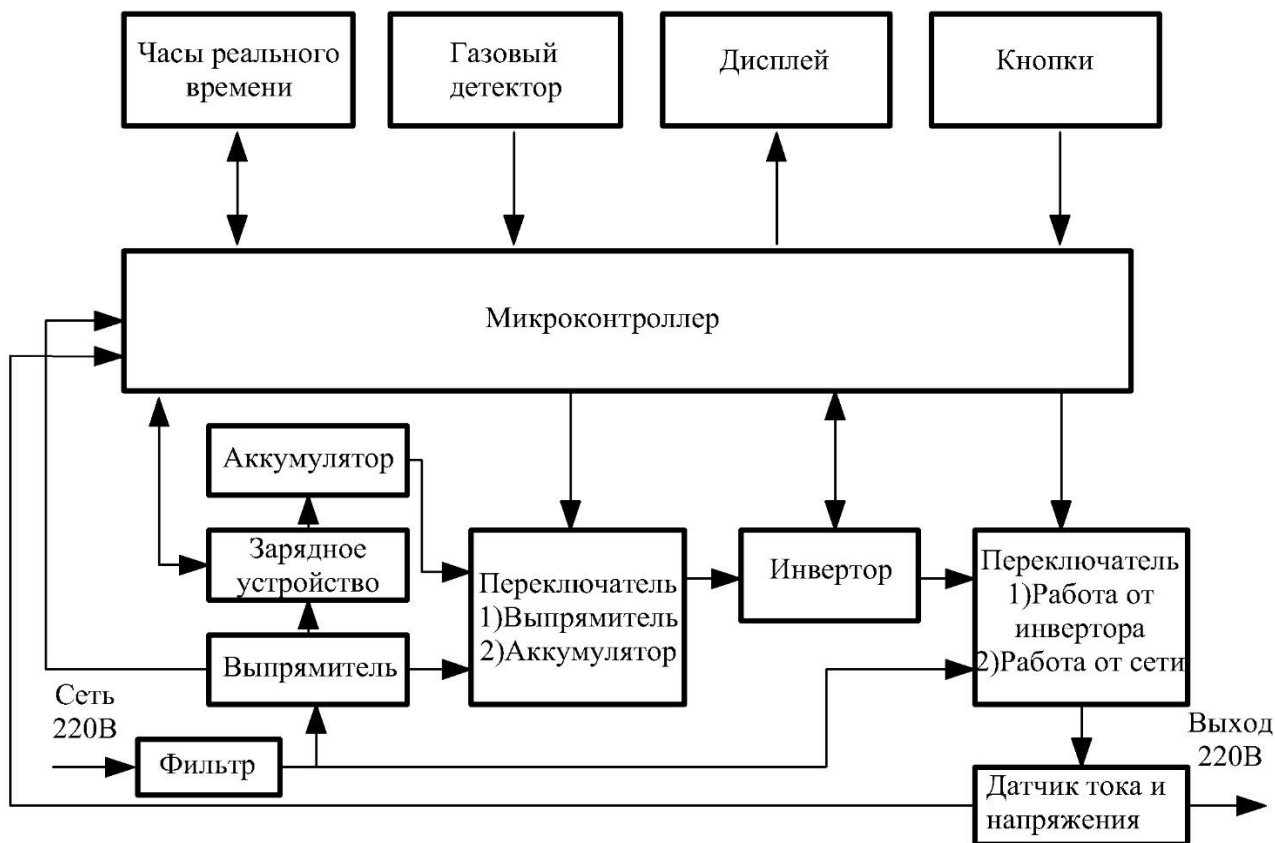 Часы реального
времени
Газовый
детектор
Дисплей
Кнопки
Микроконтроллер
Аккумулятор
Зарядное
устройство
Выпрямитель
Переключатель
1)Выпрямитель
2)Аккумулятор
Инвертор
Переключатель
1)Работа от
инвертора
2)Работа от сети
Сеть
220В
Фильтр
Датчик тока и
напряжения
Выход
220В